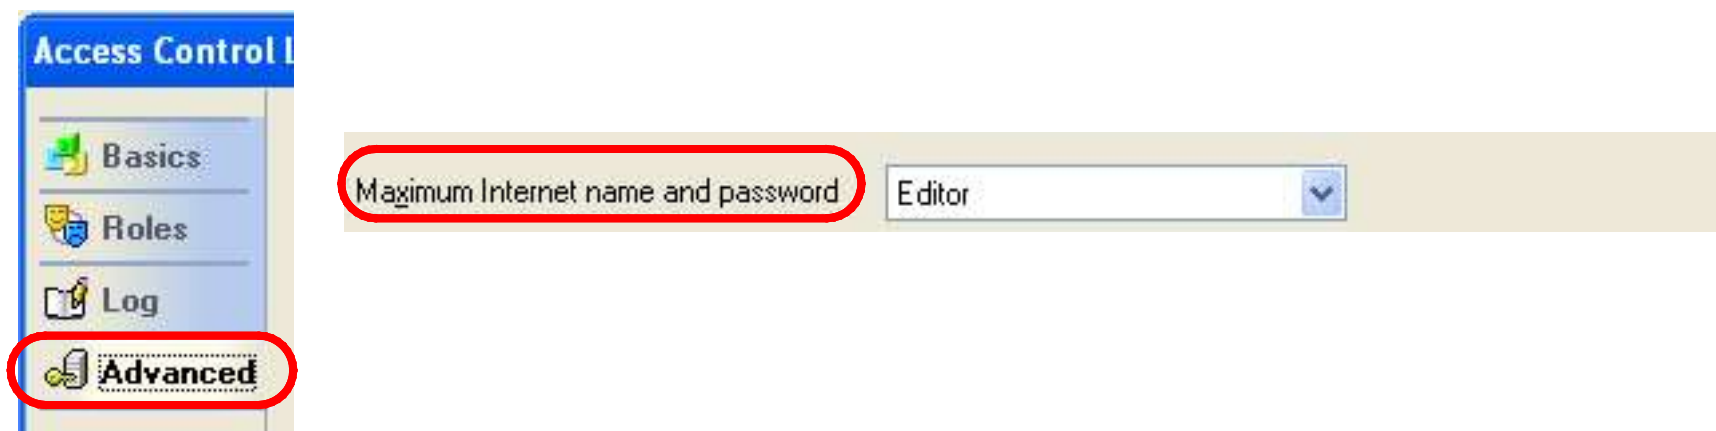 Access Control
Basics
Roles
Log
Advanced
Maximum Internet name and password
Editor